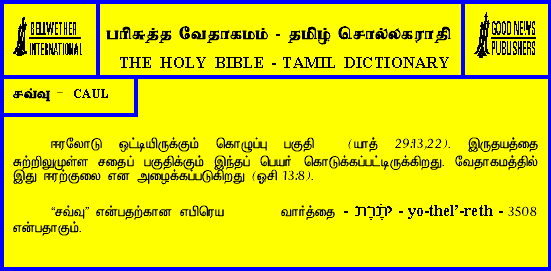 BELLWETHER
INTERNATIONAL
பரிசுத்த வேதாகமம் - தமிழ் சொல்லகராதி
THE HOLY BIBLE - TAMIL DICTIONARY
GOOD NEWS
PUBLISHERS
சவ்வு - CAUL
ஈரலோடு ஒட்டியிருக்கும் கொழுப்பு பகுதி (யாத் 29:13,22). இருதயத்தை
சுற்றிலுமுள்ள சதைப் பகுதிக்கும் இந்தப் பெயர் கொடுக்கப்பட்டிருக்கிறது. வேதாகமத்தில்
இது ஈரற்குலை என அழைக்கப்படுகிறது (ஓசி 13:8).
“சவ்வு” என்பதற்கான எபிரெய வார்த்தை - יֹתֶרֶת - yo-thel’-reth - 3508
என்பதாகும்.